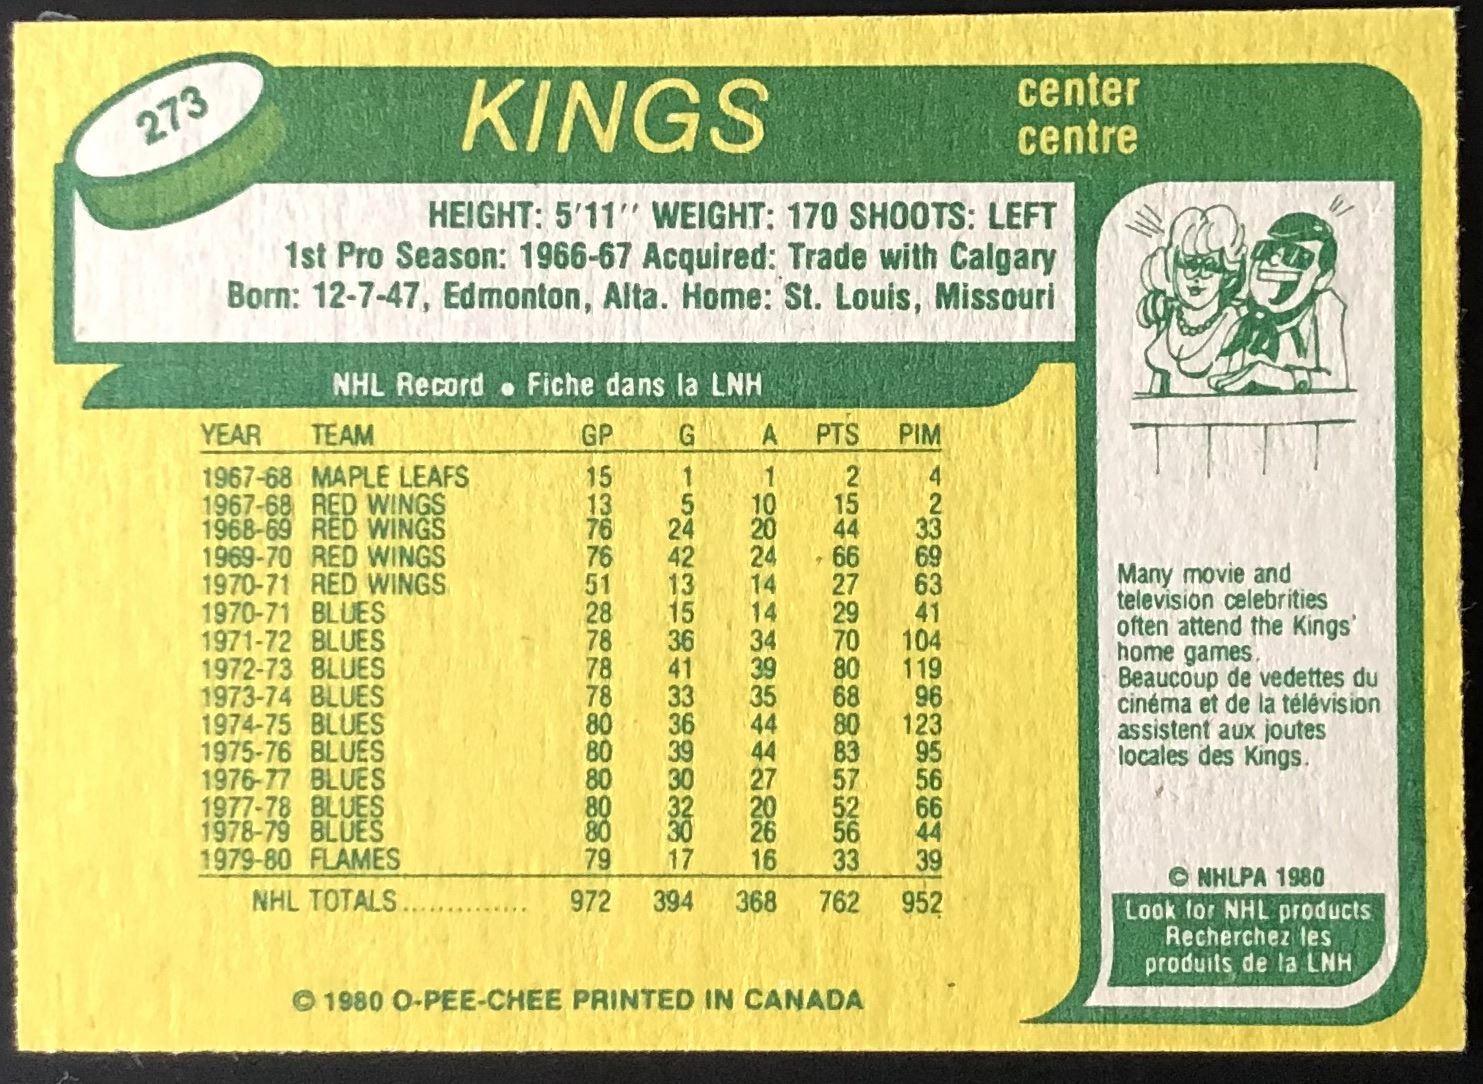 273
KINGS
center
centre
HEIGHT: 5'11'' WEIGHT: 170 SHOOTS: LEFT
1st Pro Season: 1966-67 Acquired: Trade with Calgary
Born: 12-7-47, Edmonton, Alta. Home: St. Louis, Missouri
NHL Record • Fiche dans la LNH
YEAR TEAM GP G A PTS PIM
1967-68 MAPLE LEAFS 15 1 1 2 4
1967-68 RED WINGS 13 5 10 15 2
1968-69 RED WINGS 76 24 20 44 33
1969-70 RED WINGS 76 42 24 66 69
1970-71 RED WINGS 51 13 14 27 63
1970-71 BLUES 28 15 14 29 41
1971-72 BLUES 78 36 34 70 104
1972-73 BLUES 78 41 39 80 119
1973-74 BLUES 78 33 35 68 96
1974-75 BLUES 80 36 44 80 123
1975-76 BLUES 80 39 44 83 95
1976-77 BLUES 80 30 27 57 56
1977-78 BLUES 80 32 20 52 66
1978-79 BLUES 80 30 26 56 44
1979-80 FLAMES 79 17 16 33 39
NHL TOTALS............... 972 394 368 762 952
© 1980 O-PEE-CHEE PRINTED IN CANADA
Many movie and
television celebrities
often attend the Kings'
home games.
Beaucoup de vedettes du
cinéma et de la télévision
assistent aux joutes
locales des Kings.
© NHLPA 1980
Look for NHL products
Recherchez les
produits de la LNH